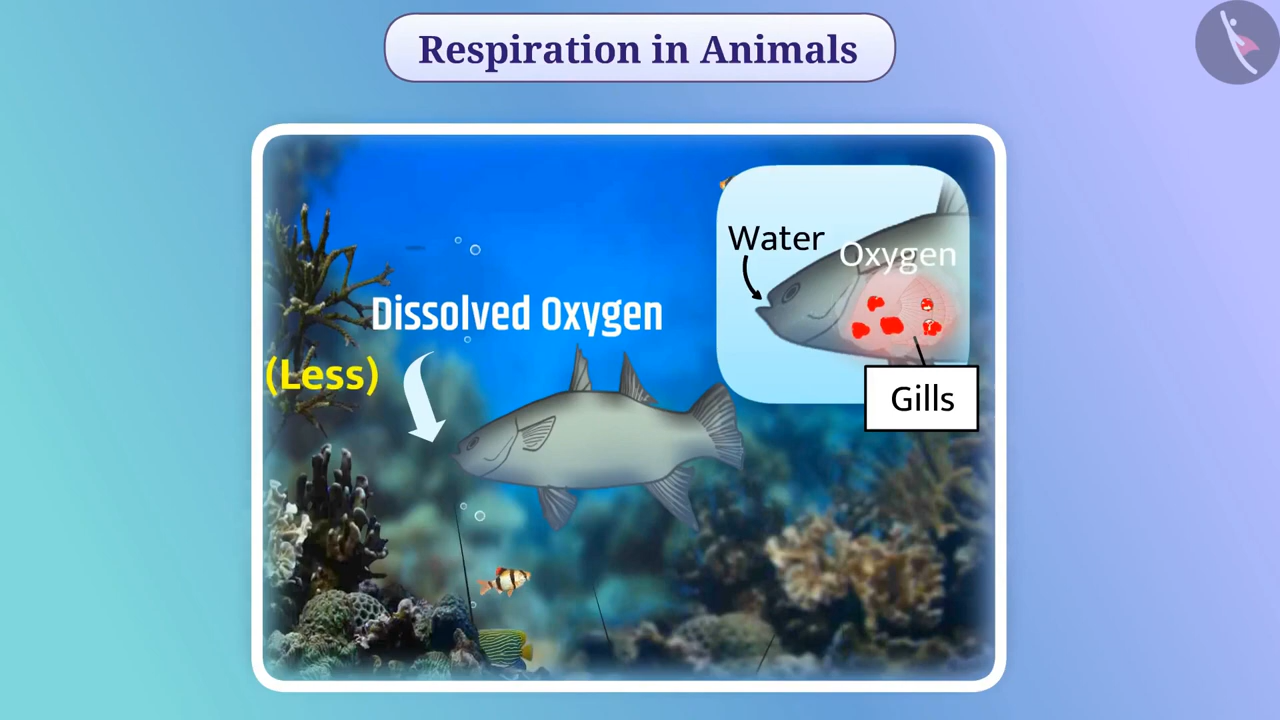 Respiration in Animals
Water
Oxygen
Dissolved Oxygen
(Less)
Gills